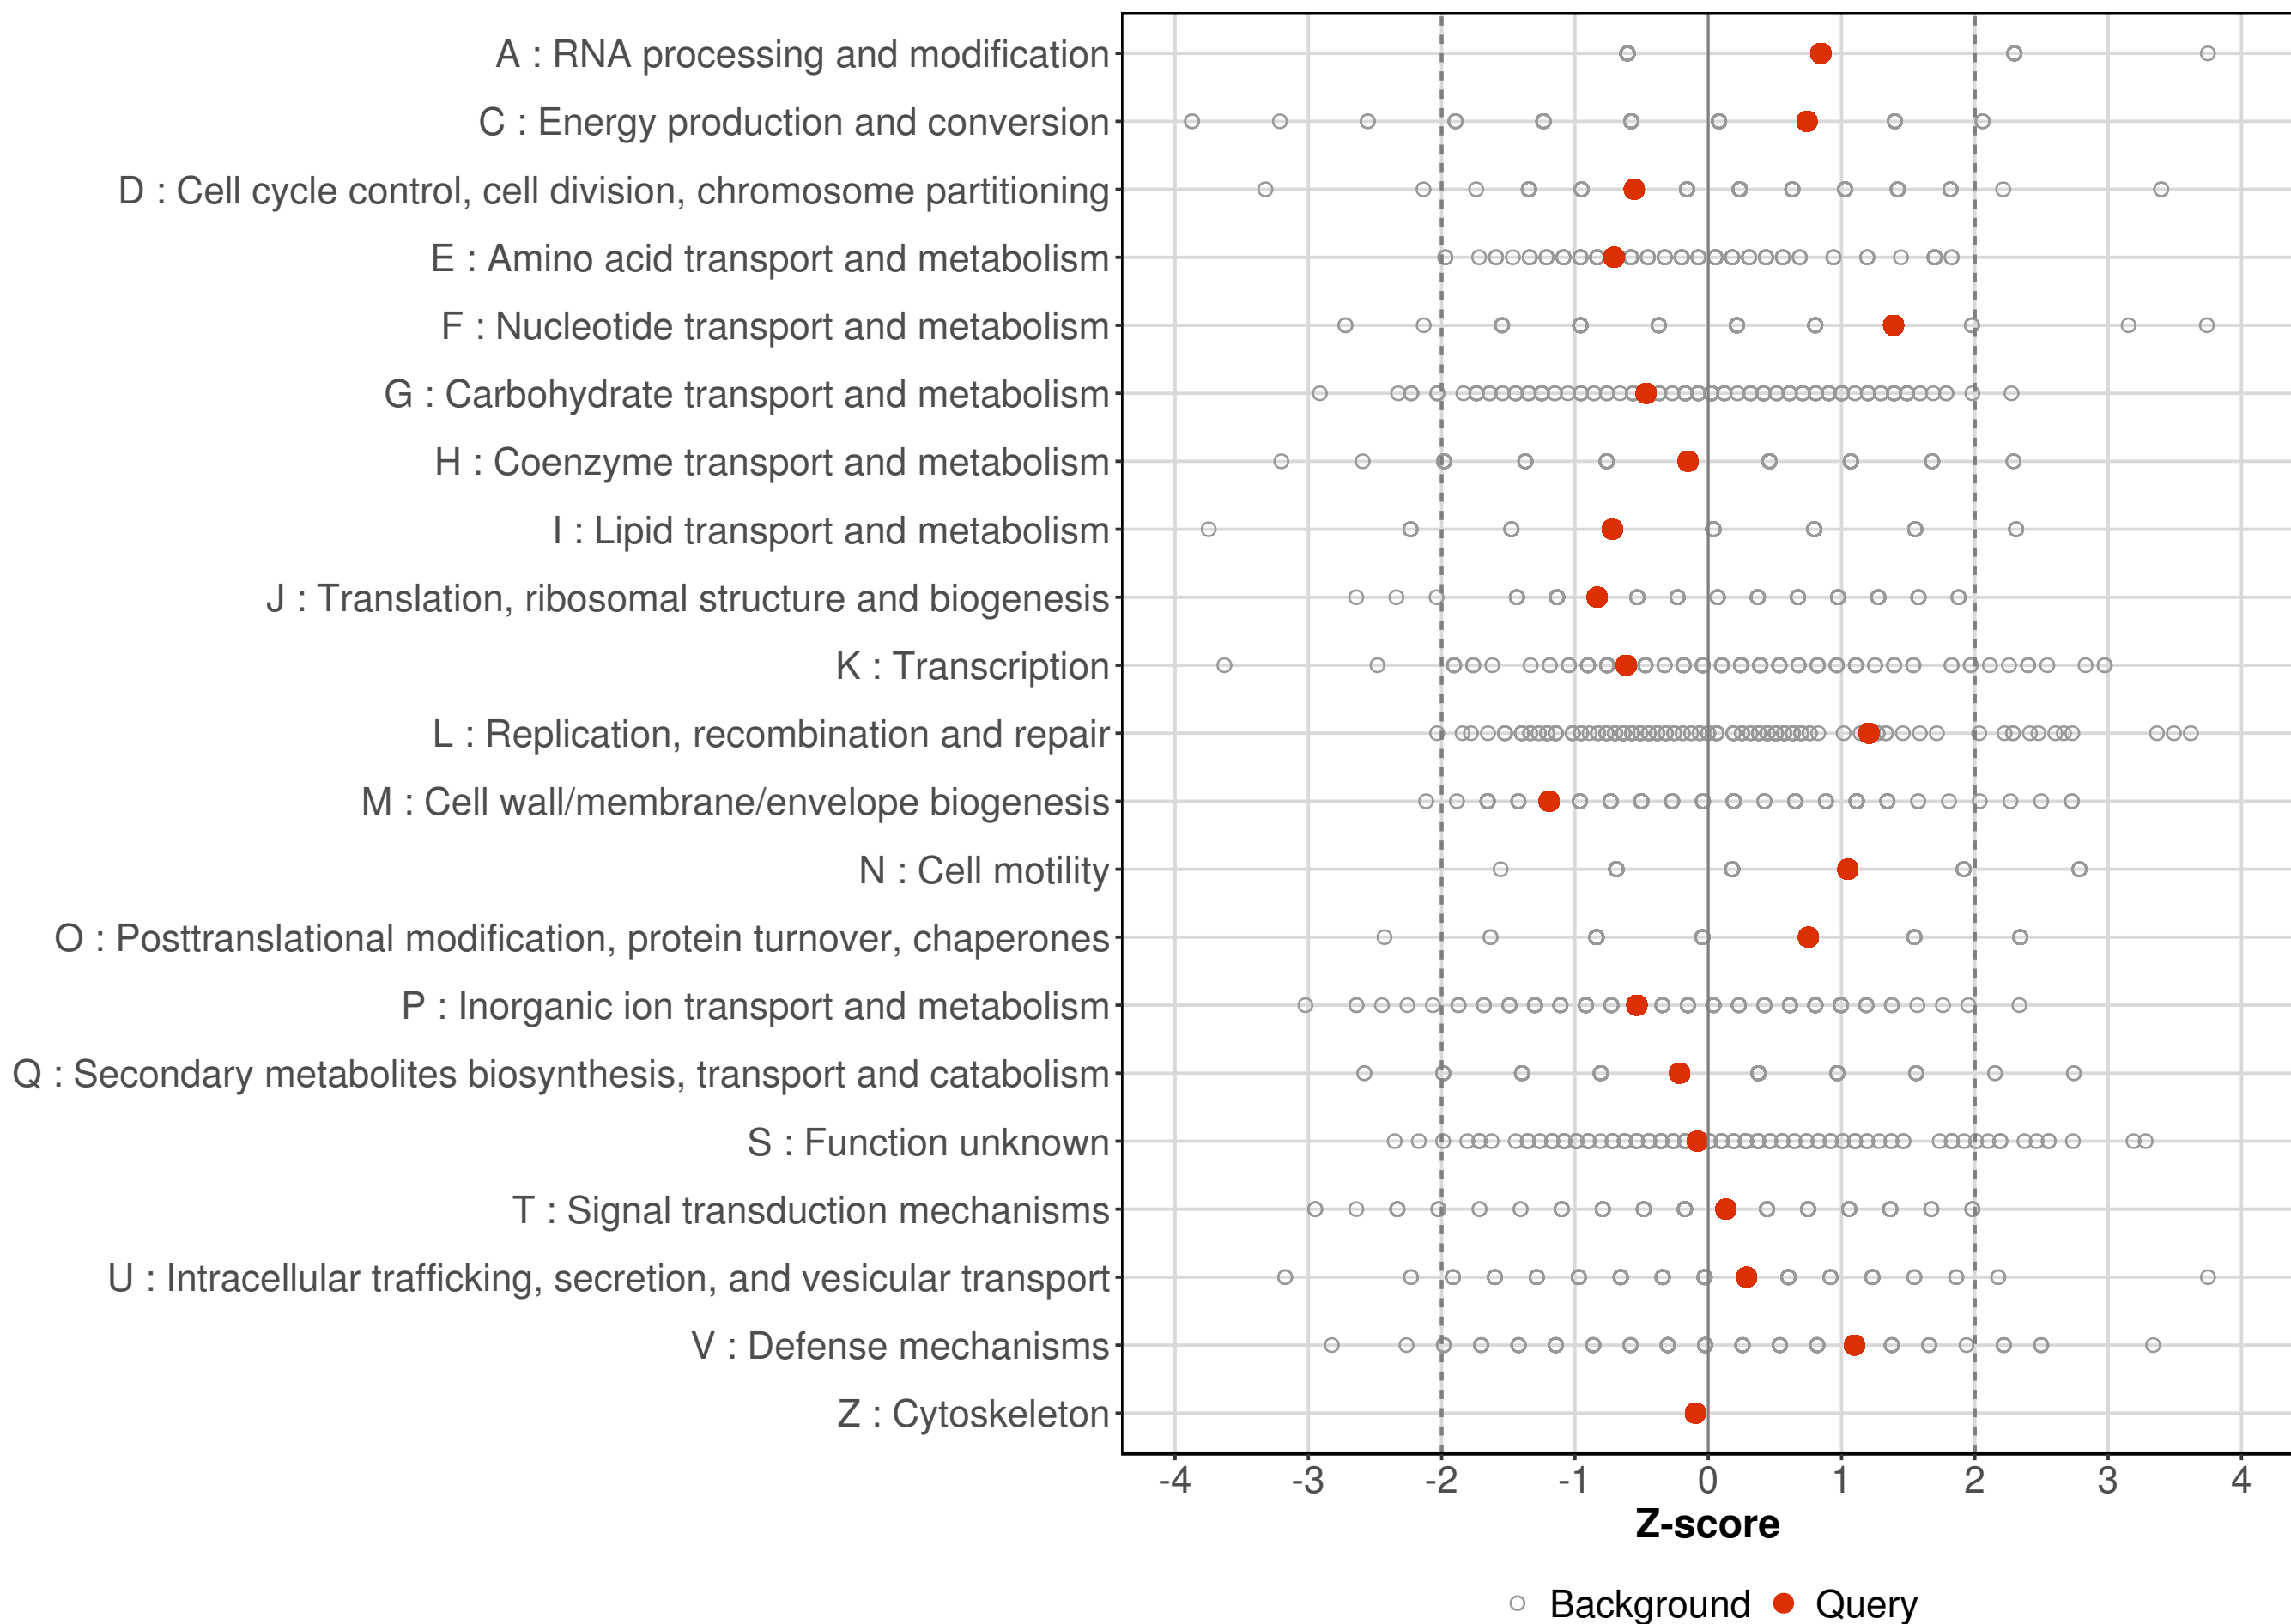 A : RNA processing and modification
C : Energy production and conversion
D : Cell cycle control, cell division, chromosome partitioning
E : Amino acid transport and metabolism
F : Nucleotide transport and metabolism
G : Carbohydrate transport and metabolism
H : Coenzyme transport and metabolism
I : Lipid transport and metabolism
J : Translation, ribosomal structure and biogenesis
K : Transcription
L : Replication, recombination and repair
M : Cell wall/membrane/envelope biogenesis
N : Cell motility
O : Posttranslational modification, protein turnover, chaperones
P : Inorganic ion transport and metabolism
Q : Secondary metabolites biosynthesis, transport and catabolism
S : Function unknown
T : Signal transduction mechanisms
U : Intracellular trafficking, secretion, and vesicular transport
V : Defense mechanisms
Z : Cytoskeleton
-4 -3 -2 -1 0 1 2 3 4
Z-score
Background Query